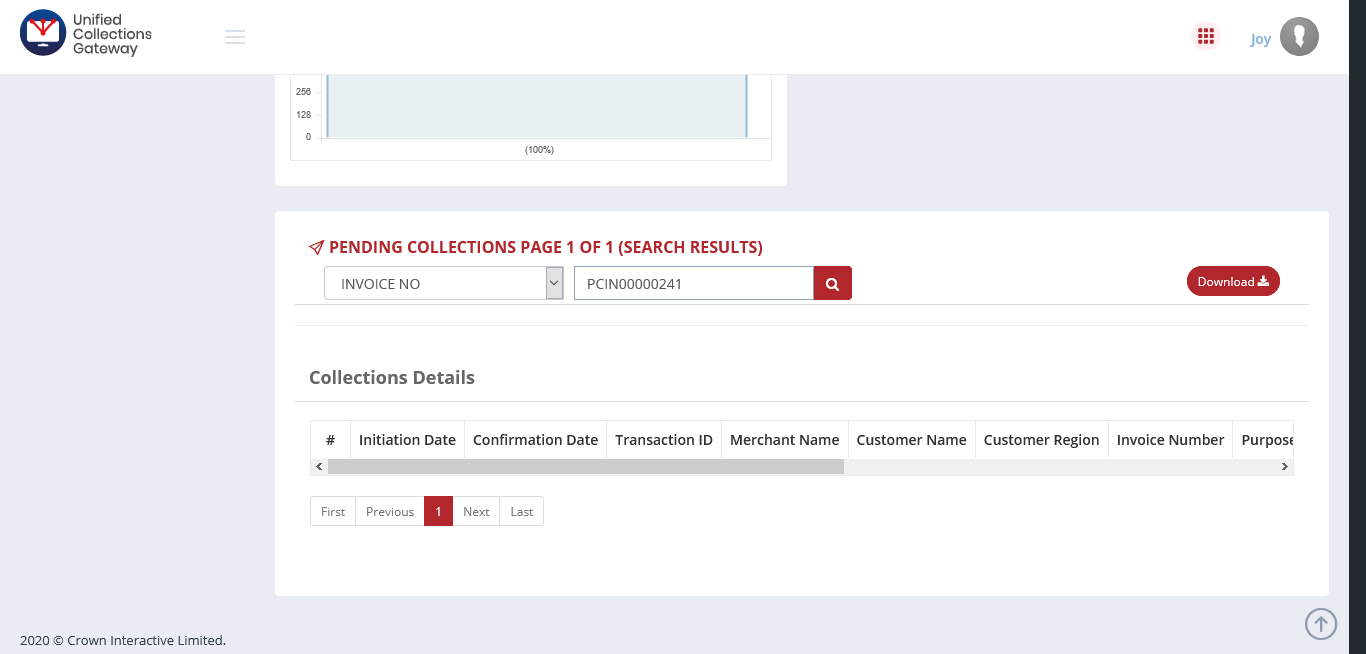 Unified
Collections
Gateway
Joy
256
128
0
(100%)
PENDING COLLECTIONS PAGE 1 OF 1 (SEARCH RESULTS)
INVOICE NO PCIN00000241 Download
Collections Details
# Initiation Date Confirmation Date Transaction ID Merchant Name Customer Name Customer Region Invoice Number Purpose
First Previous 1 Next Last
2020 © Crown Interactive Limited.